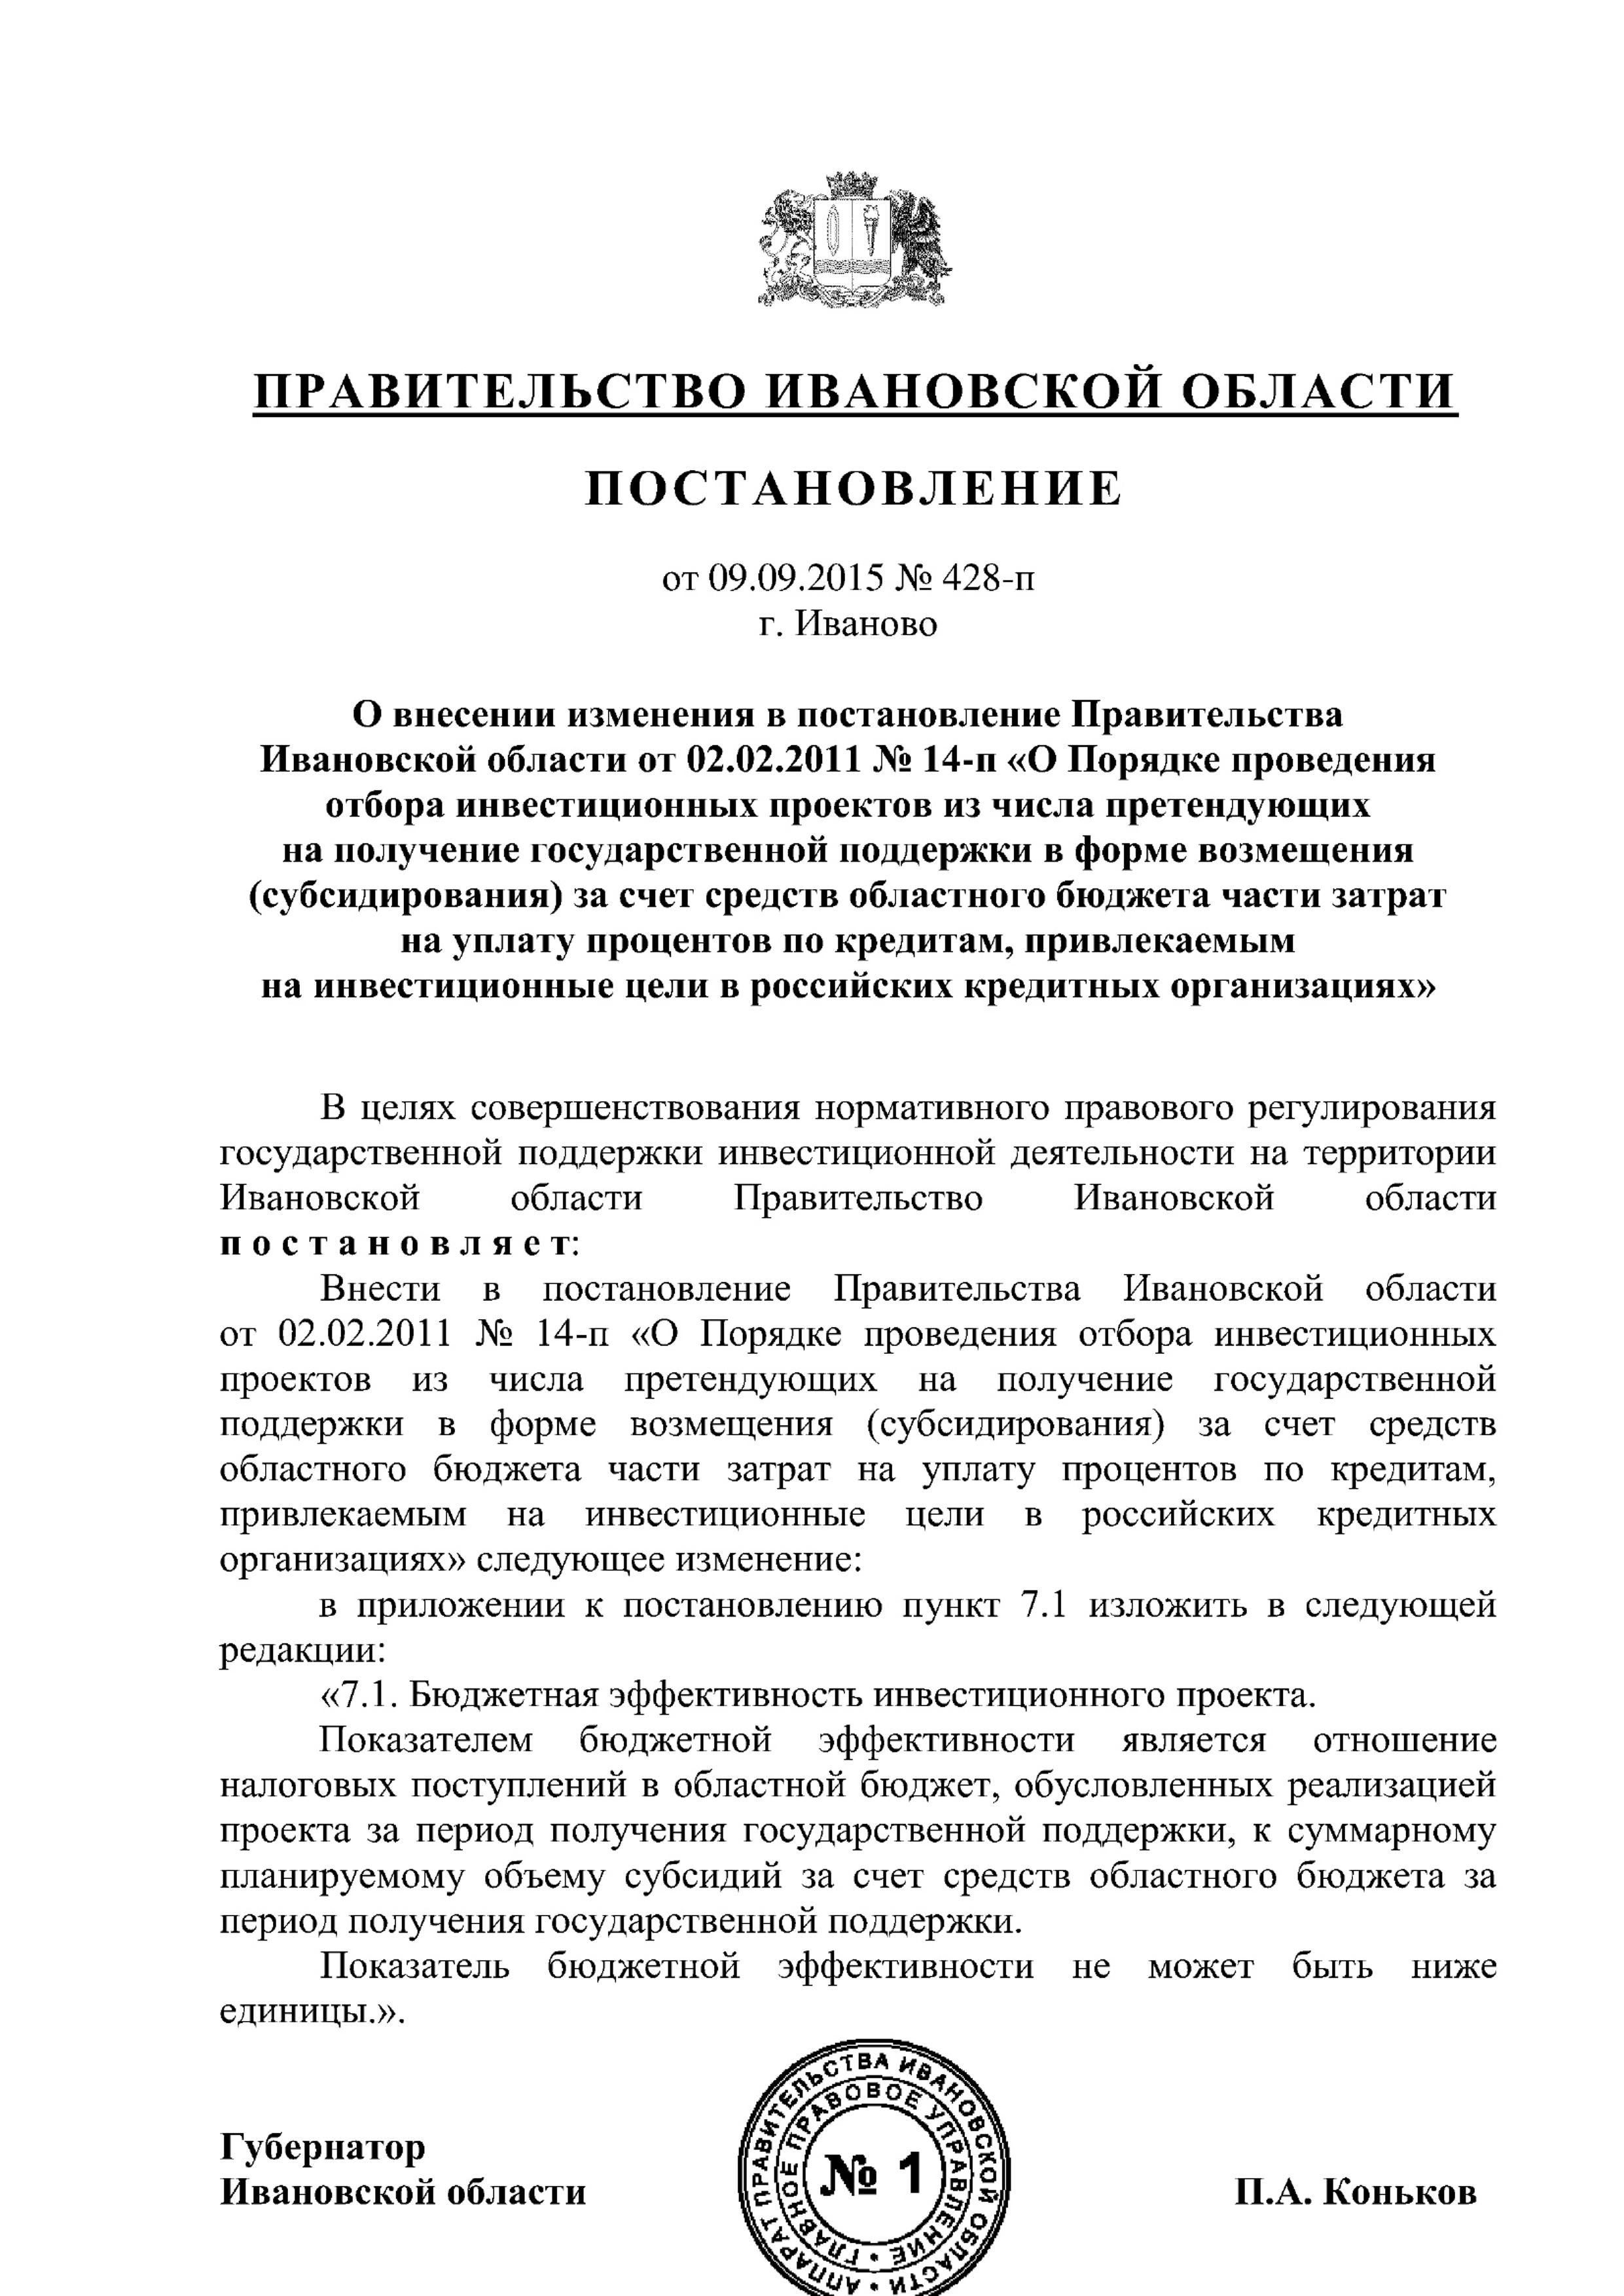 ПРАВИТЕЛЬСТВО ИВАНОВСКОЙ ОБЛАСТИ
ПОСТАНОВЛЕНИЕ
от 09.09.2015 № 428-п
г. Иваново
О внесении изменения в постановление Правительства
Ивановской области от 02.02.2011 № 14-п «О Порядке проведения
отбора инвестиционных проектов из числа претендующих
на получение государственной поддержки в форме возмещения
(субсидирования) за счет средств областного бюджета части затрат
на уплату процентов по кредитам, привлекаемым
на инвестиционные цели в российских кредитных организациях»
В целях совершенствования нормативного правового регулирования
государственной поддержки инвестиционной деятельности на территории
Ивановской области Правительство Ивановской области
п о с т а н о в л я е т:
Внести в постановление Правительства Ивановской области
от 02.02.2011 № 14-п «О Порядке проведения отбора инвестиционных
проектов из числа претендующих на получение государственной
поддержки в форме возмещения (субсидирования) за счет средств
областного бюджета части затрат на уплату процентов по кредитам,
привлекаемым на инвестиционные цели в российских кредитных
организациях» следующее изменение:
в приложении к постановлению пункт 7.1 изложить в следующей
редакции:
«7.1. Бюджетная эффективность инвестиционного проекта.
Показателем бюджетной эффективности является отношение
налоговых поступлений в областной бюджет, обусловленных реализацией
проекта за период получения государственной поддержки, к суммарному
планируемому объему субсидий за счет средств областного бюджета за
период получения государственной поддержки.
Показатель бюджетной эффективности не может быть ниже
единицы.».
Губернатор
Ивановской области
П.А. Коньков
АППАРАТ ПРАВИТЕЛЬСТВА ИВАНОВСКОЙ ОБЛАСТИ •
ГЛАВНОЕ ПРАВОВОЕ УПРАВЛЕНИЕ •
№ 1